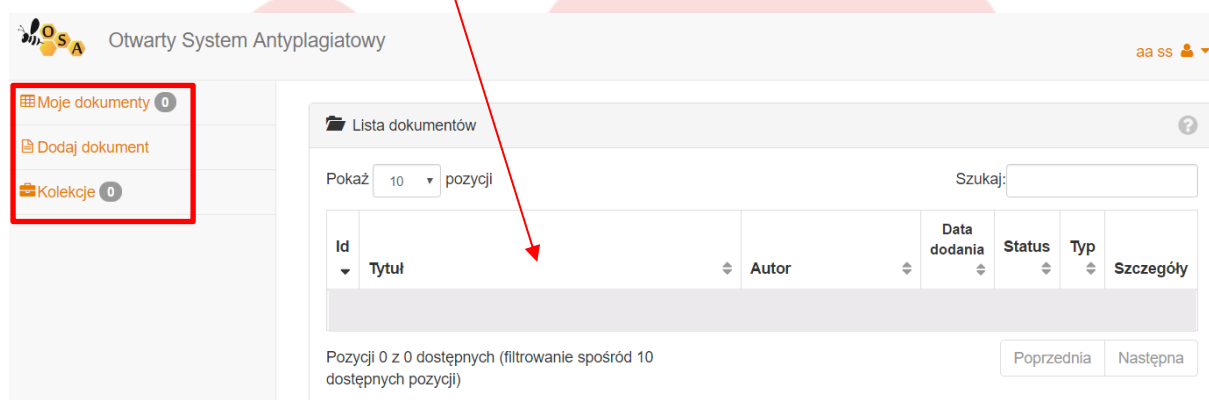 OSA
Otwarty System Antyplagiatowy
aa ss
Moje dokumenty 0
Dodaj dokument
Kolekcje 0
Lista dokumentów
?
Pokaż 10 pozycji
Szukaj:
Id
Tytuł
Autor
Data
dodania
Status
Typ
Szczegóły
Pozycji 0 z 0 dostępnych (filtrowanie spośród 10
dostępnych pozycji)
Poprzednia
Następna